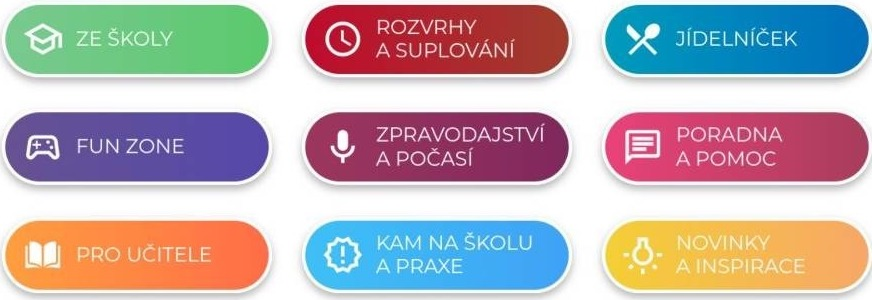 ZE ŠKOLY
ROZVRHY
A SUPLOVÁNÍ
JÍDELNÍČEK
FUN ZONE
ZPRAVODAJSTVÍ
A POČASÍ
PORADNA
A POMOC
PRO UČITELE
KAM NA ŠKOLU
A PRAXE
NOVINKY
A INSPIRACE